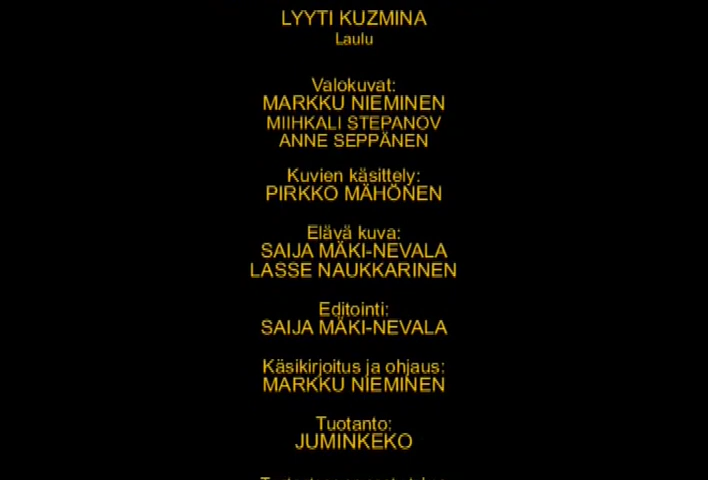 LYYTI KUZMINA
Laulu
Valokuvat:
MARKKU NIEMINEN
MIIHKALI STEPANOV
ANNE SEPPÄNEN
Kuvien käsittely:
PIRKKO MÄHÖNEN
Elävä kuva:
SAIJA MÄKI-NEVALA
LASSE NAUKKARINEN
Editointi:
SAIJA MÄKI-NEVALA
Käsikirjoitus ja ohjaus:
MARKKU NIEMINEN
Tuotanto:
JUMINKEKO